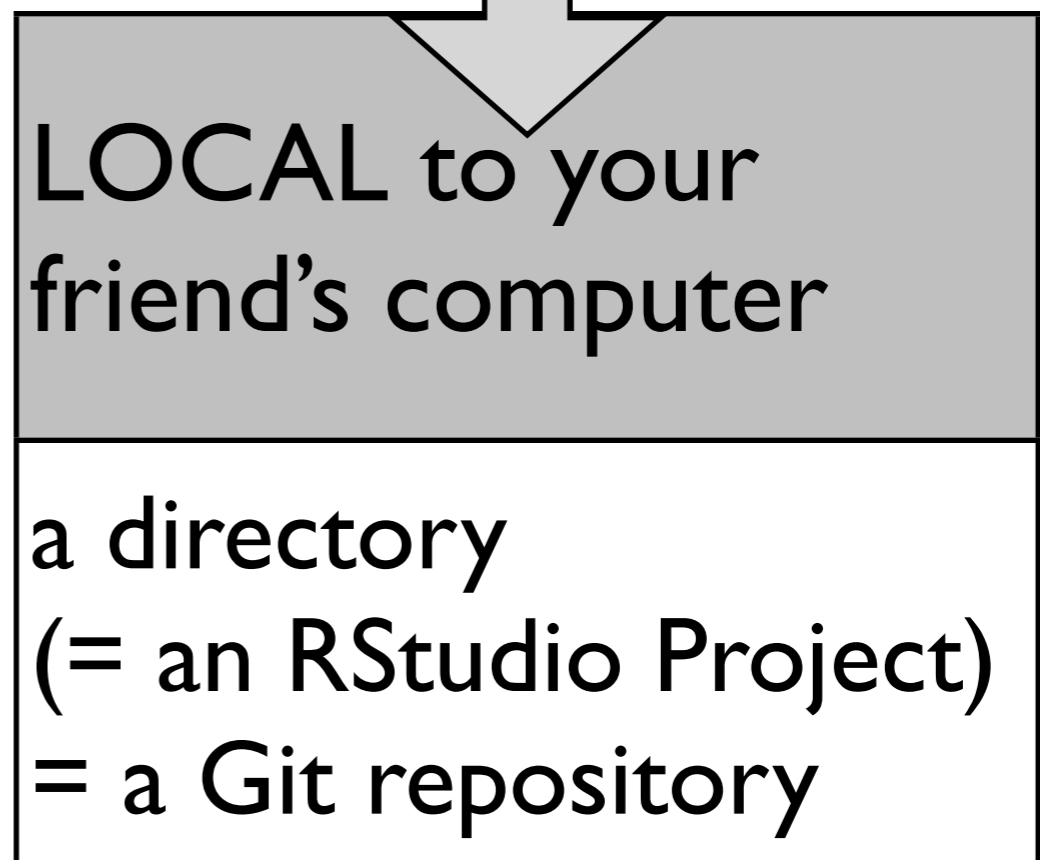 LOCAL to your
friend’s computer
a directory
(= an RStudio Project)
= a Git repository